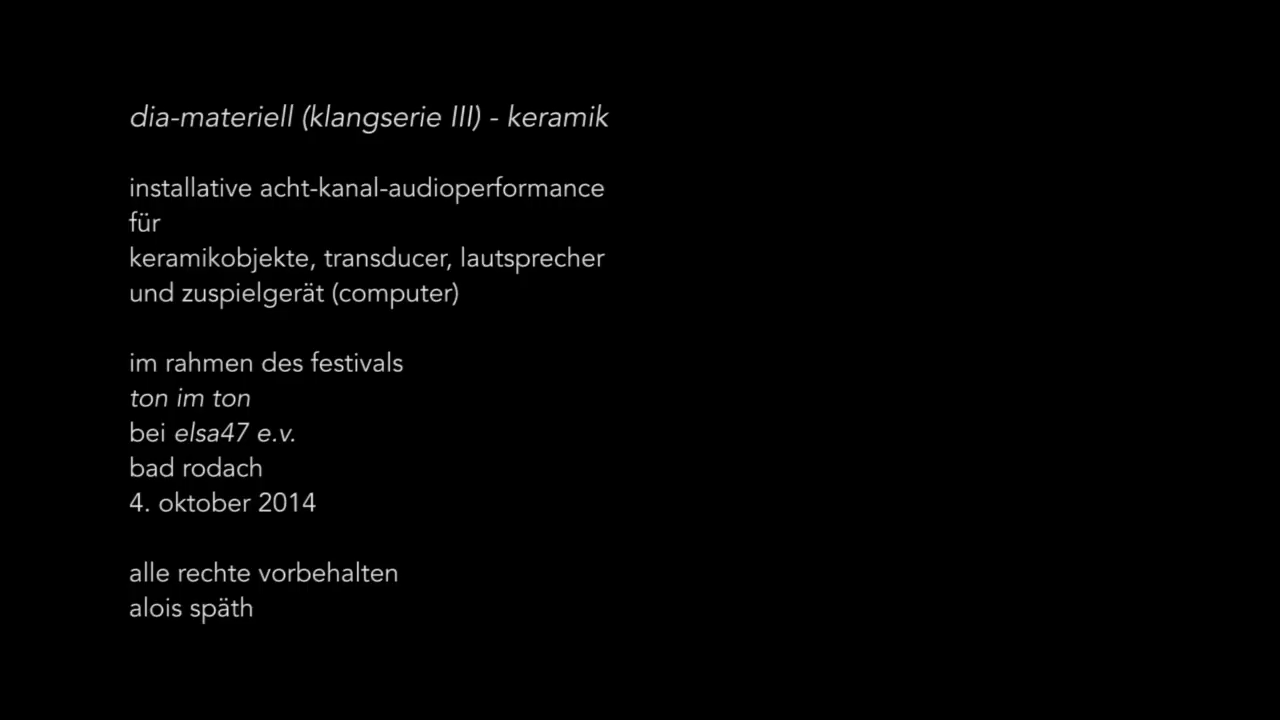 dia-materiell (klangserie III) - keramik
installative acht-kanal-audioperformance
für
keramikobjekte, transducer, lautsprecher
und zuspielgerät (computer)
im rahmen des festivals
ton im ton
bei elsa47 e.v.
bad rodach
4. oktober 2014
alle rechte vorbehalten
alois späth